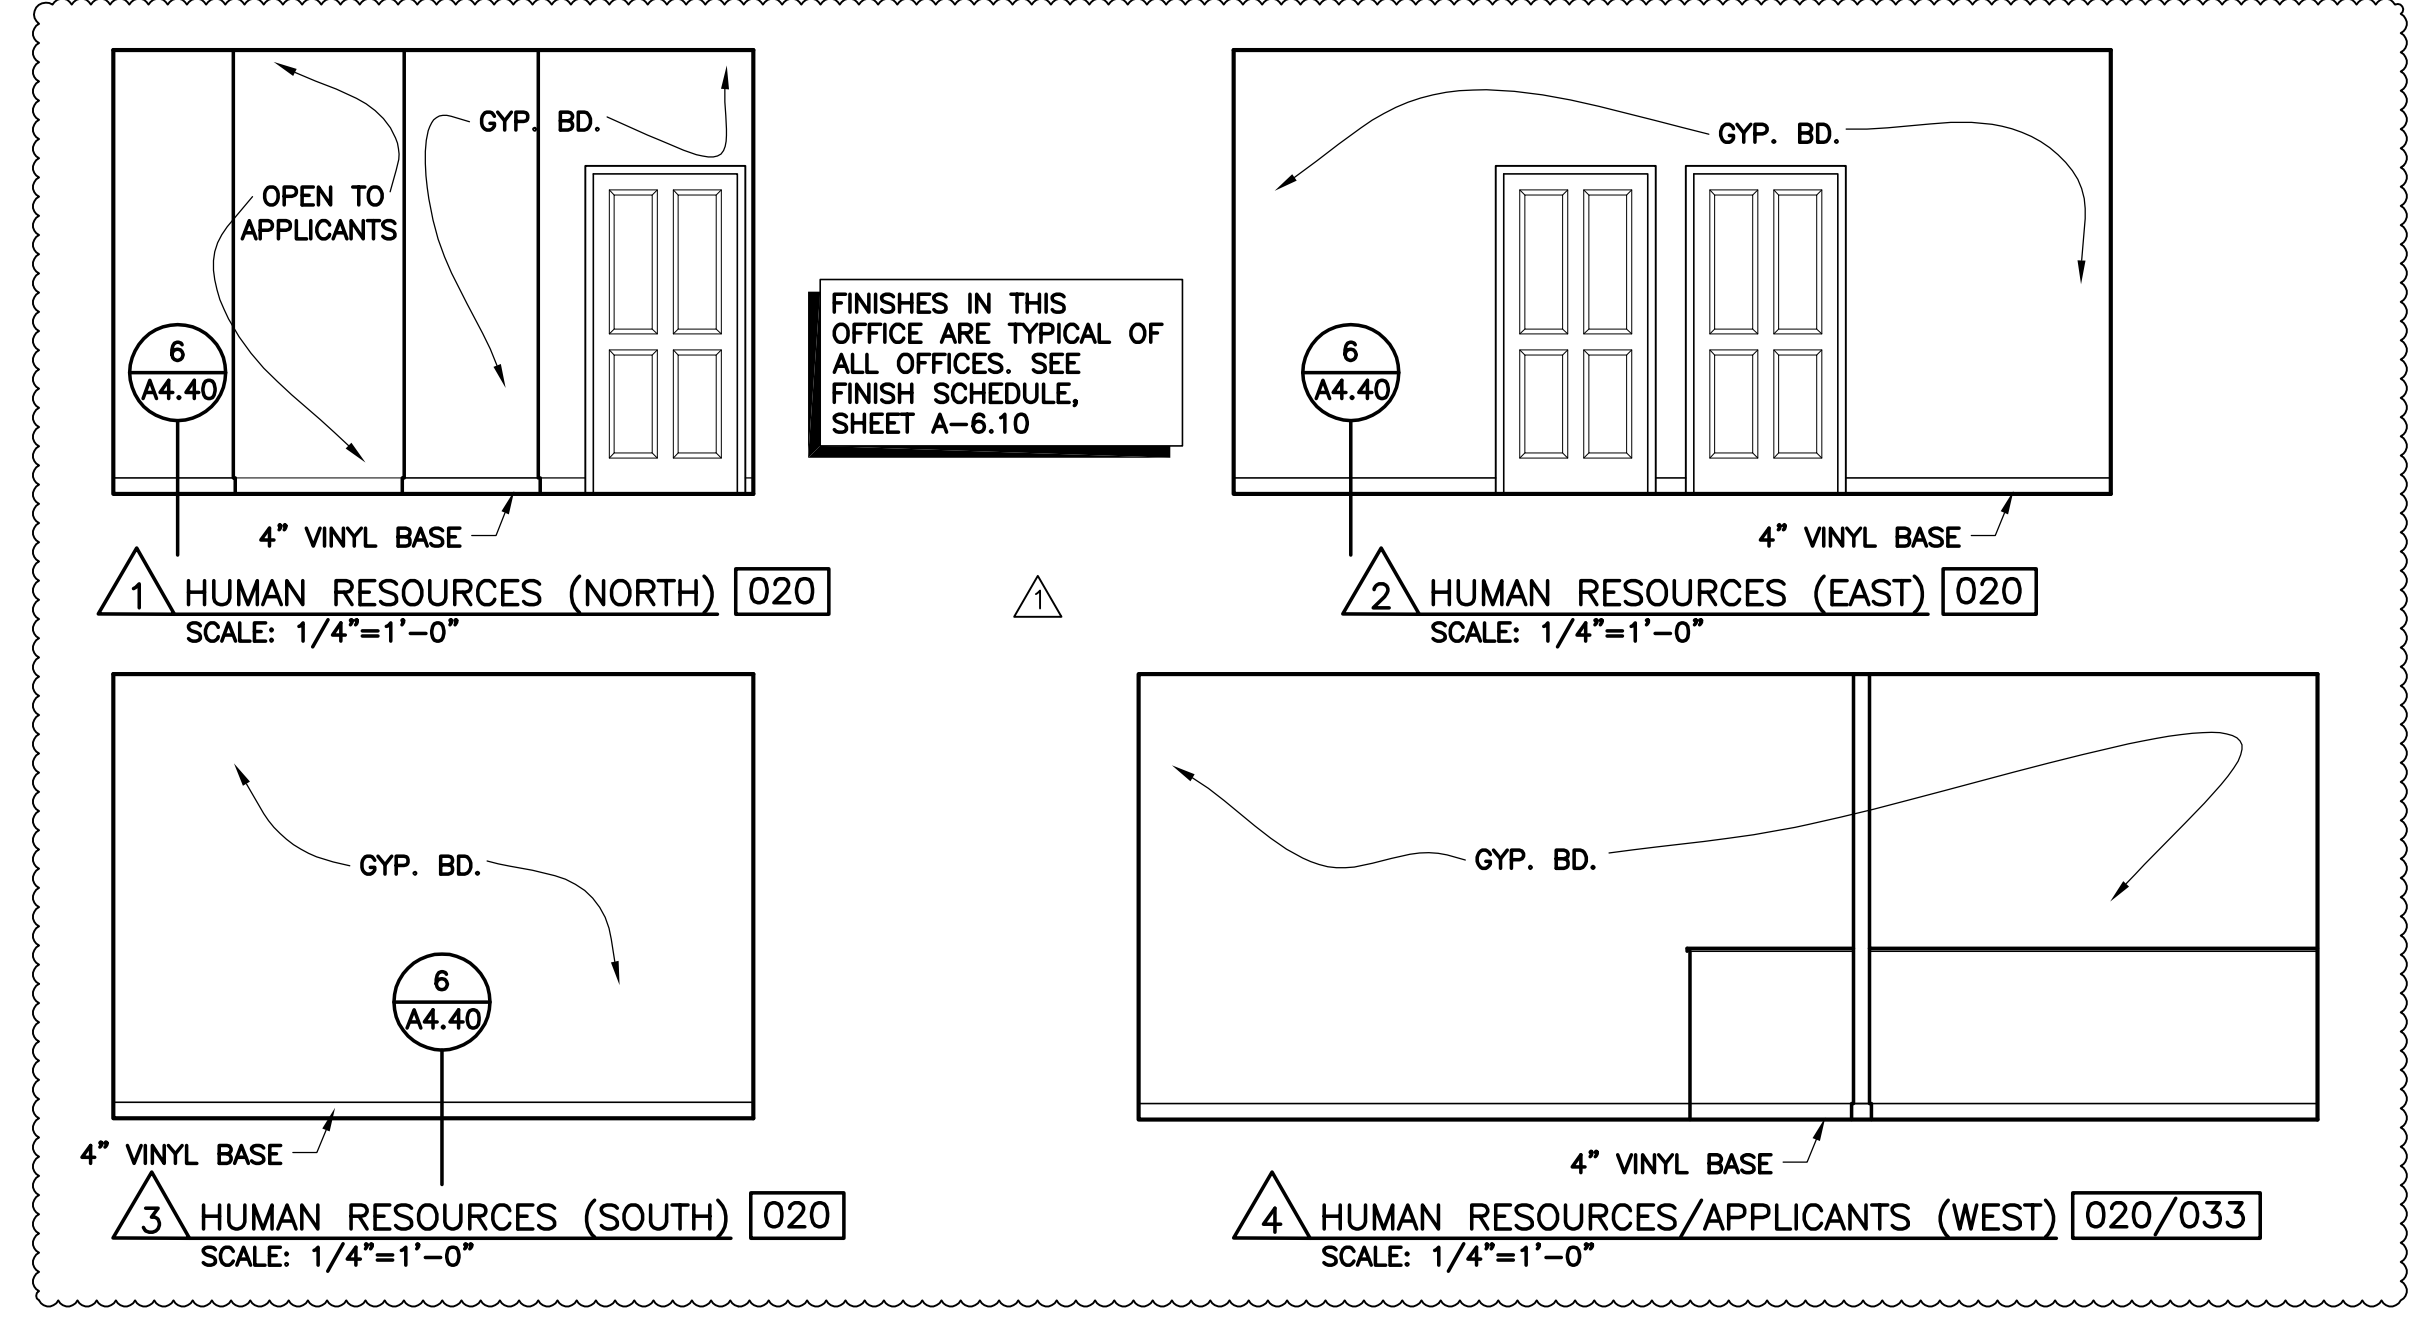 GYP. BD.
OPEN TO
APPLICANTS
6
A4.40
4" VINYL BASE
1 HUMAN RESOURCES (NORTH) 020
SCALE: 1/4"=1'-0"
FINISHES IN THIS
OFFICE ARE TYPICAL OF
ALL OFFICES. SEE
FINISH SCHEDULE,
SHEET A-6.10
1
GYP. BD.
6
A4.40
4" VINYL BASE
2 HUMAN RESOURCES (EAST) 020
SCALE: 1/4"=1'-0"
GYP. BD.
6
A4.40
4" VINYL BASE
3 HUMAN RESOURCES (SOUTH) 020
SCALE: 1/4"=1'-0"
GYP. BD.
4" VINYL BASE
4 HUMAN RESOURCES/APPLICANTS (WEST) 020/033
SCALE: 1/4"=1'-0"